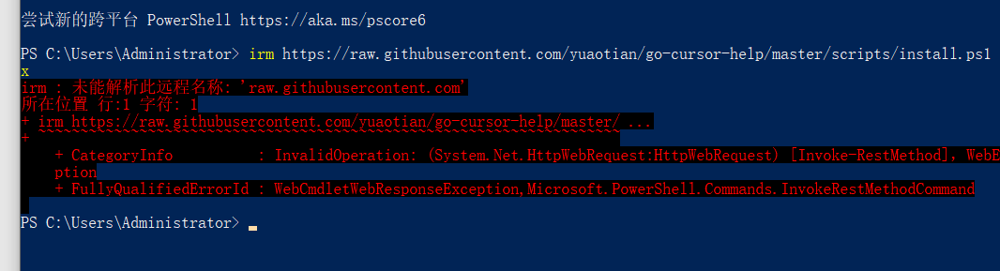 尝试新的跨平台 PowerShell https://aka.ms/pscore6
PS C:\Users\Administrator> irm https://raw.githubusercontent.com/yuaotian/go-cursor-help/master/scripts/install.ps1
x
irm : 未能解析此远程名称: 'raw.githubusercontent.com'
所在位置 行:1 字符: 1
+ irm https://raw.githubusercontent.com/yuaotian/go-cursor-help/master/ ...
+ ~~~~~~~~~~~~~~~~~~~~~~~~~~~~~~~~~~~~~~~~~~~~~~~~~~~~~~~~~~~~~~~~~~~~~
+ CategoryInfo : InvalidOperation: (System.Net.HttpWebRequest:HttpWebRequest) [Invoke-RestMethod], WebE
ption
+ FullyQualifiedErrorId : WebCmdletWebResponseException,Microsoft.PowerShell.Commands.InvokeRestMethodCommand
PS C:\Users\Administrator>